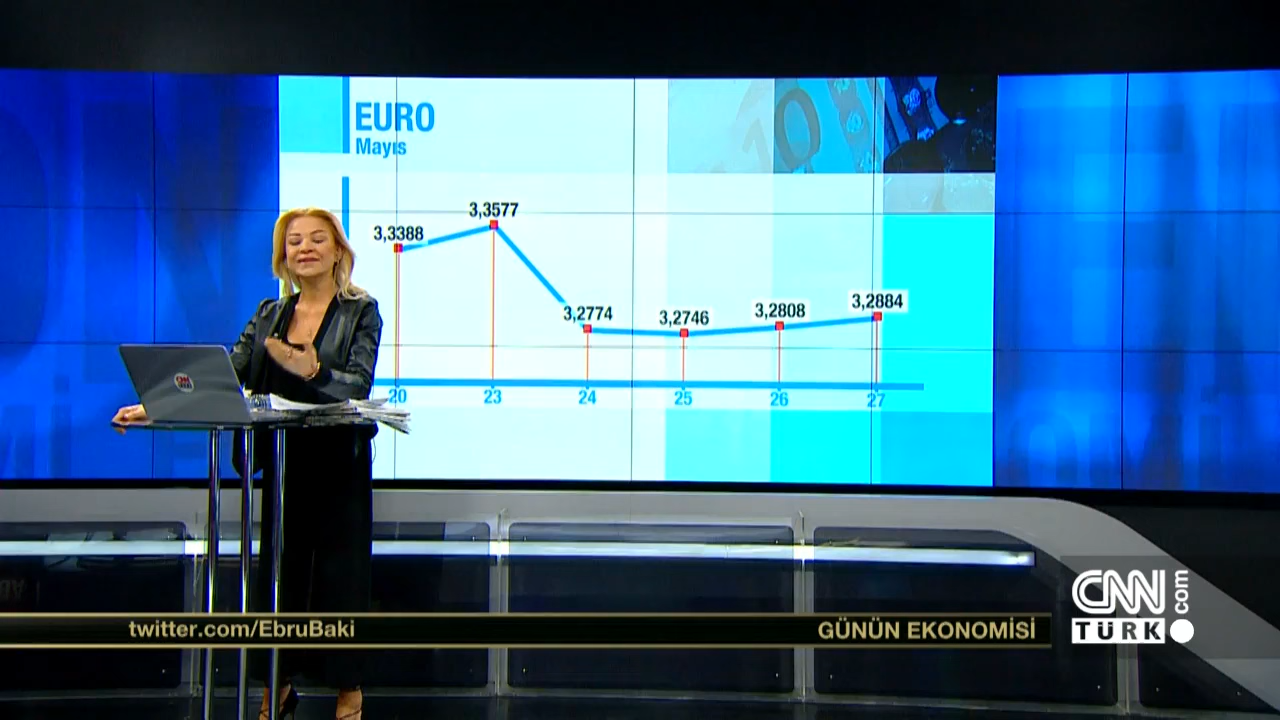 EURO
Mayıs
3,3388
3,3577
3,2774
3,2746
3,2808
3,2884
20
23
24
25
26
27
twitter.com/EbruBaki
GÜNÜN EKONOMİSİ
CNN
TÜRK
.com